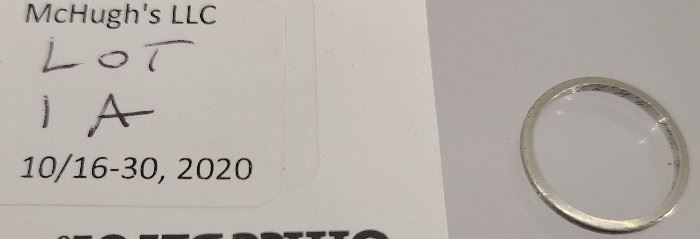 McHugh's LLC
LOT
1 A
10/16-30, 2020